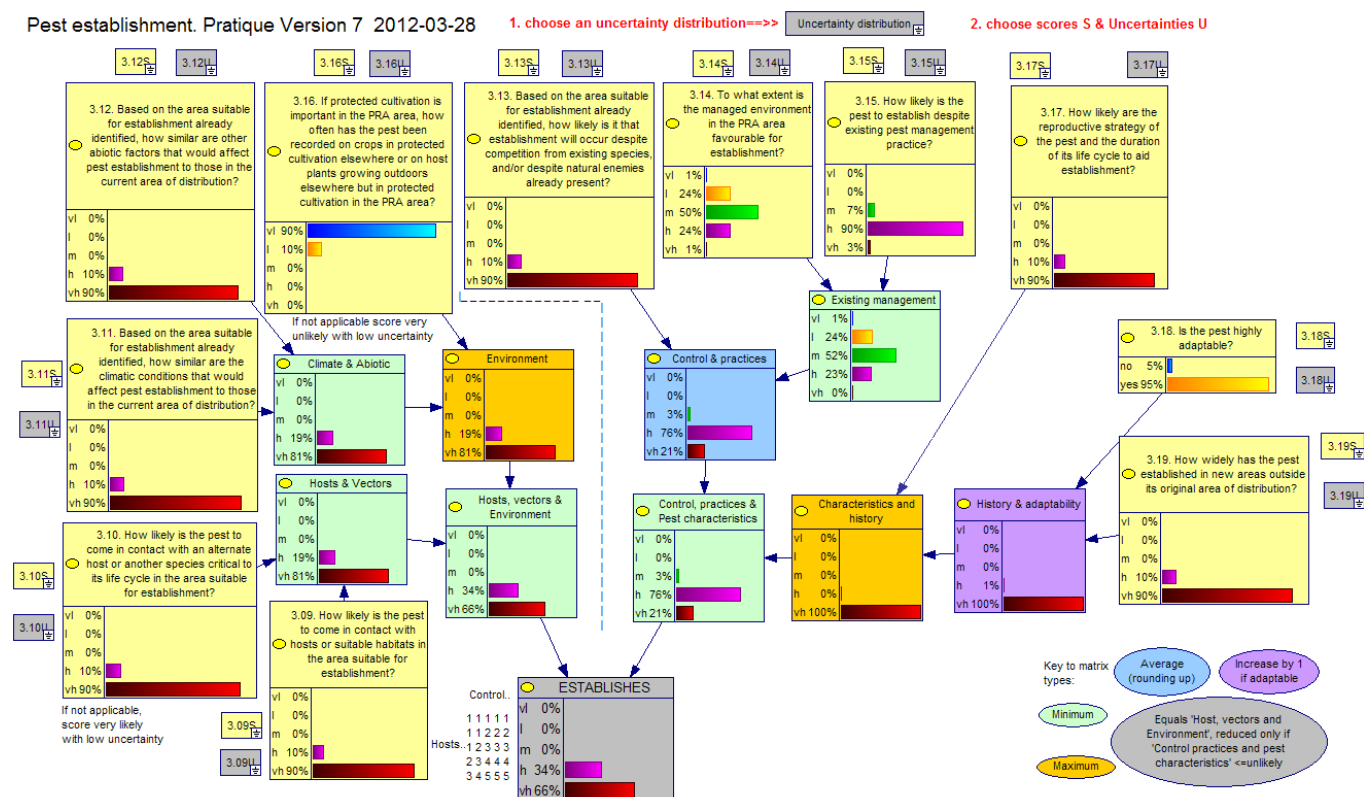 Pest establishment. Pratique Version 7 2012-03-28
1. choose an uncertainty distribution==>>
Uncertainty distribution
2. choose scores S & Uncertainties U
3.12S
3.12U
3.16S
3.16U
3.13S
3.13U
3.14S
3.14U
3.15S
3.15U
3.17S
3.17U
3.12. Based on the area suitable
for establishment already
identified, how similar are other
abiotic factors that would affect
pest establishment to those in the
current area of distribution?
vl 0%
l 0%
m 0%
h 10%
vh 90%
3.16. If protected cultivation is
important in the PRA area, how
often has the pest been
recorded on crops in protected
cultivation elsewhere or on host
plants growing outdoors
elsewhere but in protected
cultivation in the PRA area?
vl 90%
l 10%
m 0%
h 0%
vh 0%
If not applicable score very
unlikely with low uncertainty
3.13. Based on the area suitable
for establishment already
identified, how likely is it that
establishment will occur despite
competition from existing species,
and/or despite natural enemies
already present?
vl 0%
l 0%
m 0%
h 10%
vh 90%
3.14. To what extent is
the managed environment
in the PRA area
favourable for
establishment?
vl 1%
l 24%
m 50%
h 24%
vh 1%
3.15. How likely is the
pest to establish despite
existing pest management
practice?
vl 0%
l 0%
m 7%
h 90%
vh 3%
3.17. How likely are the
reproductive strategy of
the pest and the duration
of its life cycle to aid
establishment?
vl 0%
l 0%
m 0%
h 10%
vh 90%
Existing management
vl 1%
l 24%
m 52%
h 23%
vh 0%
3.11S
3.11U
3.11. Based on the area suitable
for establishment already
identified, how similar are the
climatic conditions that would
affect pest establishment to those
in the current area of distribution?
vl 0%
l 0%
m 0%
h 10%
vh 90%
Climate & Abiotic
vl 0%
l 0%
m 0%
h 19%
vh 81%
Environment
vl 0%
l 0%
m 0%
h 19%
vh 81%
Control & practices
vl 0%
l 0%
m 3%
h 76%
vh 21%
3.18. Is the pest highly
adaptable?
no 5%
yes 95%
3.18S
3.18U
3.19. How widely has the pest
established in new areas outside
its original area of distribution?
vl 0%
l 0%
m 0%
h 10%
vh 90%
3.19S
3.19U
Hosts & Vectors
vl 0%
l 0%
m 0%
h 19%
vh 81%
Hosts, vectors &
Environment
vl 0%
l 0%
m 0%
h 34%
vh 66%
Control, practices &
Pest characteristics
vl 0%
l 0%
m 3%
h 76%
vh 21%
Characteristics and
history
vl 0%
l 0%
m 0%
h 0%
vh 100%
History & adaptability
vl 0%
l 0%
m 0%
h 1%
vh 100%
3.10S
3.10U
3.10. How likely is the pest to
come in contact with an alternate
host or another species critical to
its life cycle in the area suitable
for establishment?
vl 0%
l 0%
m 0%
h 10%
vh 90%
If not applicable,
score very likely
with low uncertainty
3.09. How likely is the pest
to come in contact with
hosts or suitable habitats in
the area suitable for
establishment?
vl 0%
l 0%
m 0%
h 10%
vh 90%
3.09S
3.09U
Control..
Hosts..
1 1 1 1 1
1 1 2 2 2
1 2 3 3 3
2 3 4 4 4
3 4 5 5 5
ESTABLISHES
vl 0%
l 0%
m 0%
h 34%
vh 66%
Key to matrix
types:
Average
(rounding up)
Increase by 1
if adaptable
Minimum
Maximum
Equals 'Host, vectors and
Environment', reduced only if
'Control practices and pest
characteristics' <=unlikely